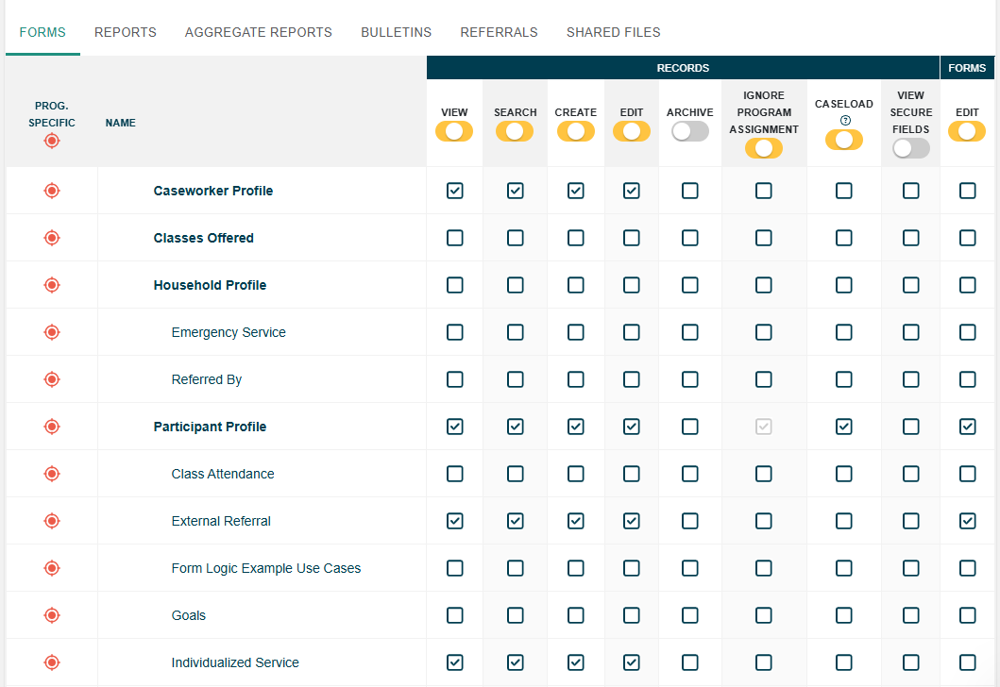 FORMS REPORTS AGGREGATE REPORTS BULLETINS REFERRALS SHARED FILES
RECORDS FORMS
PROG.
SPECIFIC
NAME
VIEW
SEARCH
CREATE
EDIT
ARCHIVE
IGNORE
PROGRAM
ASSIGNMENT
CASELOAD
?
VIEW
SECURE
FIELDS
EDIT
Caseworker Profile
Classes Offered
Household Profile
Emergency Service
Referred By
Participant Profile
Class Attendance
External Referral
Form Logic Example Use Cases
Goals
Individualized Service